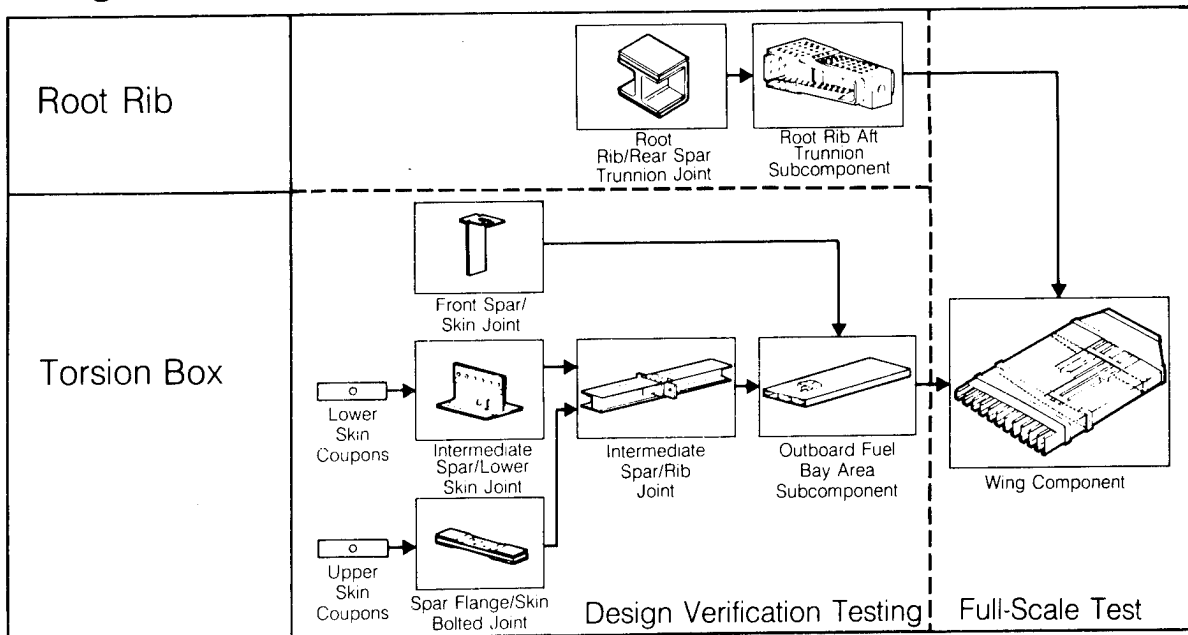 Root Rib
Root
Rib/Rear Spar
Trunnion Joint
Root Rib Aft
Trunnion
Subcomponent
Torsion Box
Front Spar/
Skin Joint
Lower
Skin
Coupons
Intermediate
Spar/Lower
Skin Joint
Intermediate
Spar/Rib
Joint
Outboard Fuel
Bay Area
Subcomponent
Wing Component
Upper
Skin
Coupons
Spar Flange/Skin
Bolted Joint
Design Verification Testing
Full-Scale Test